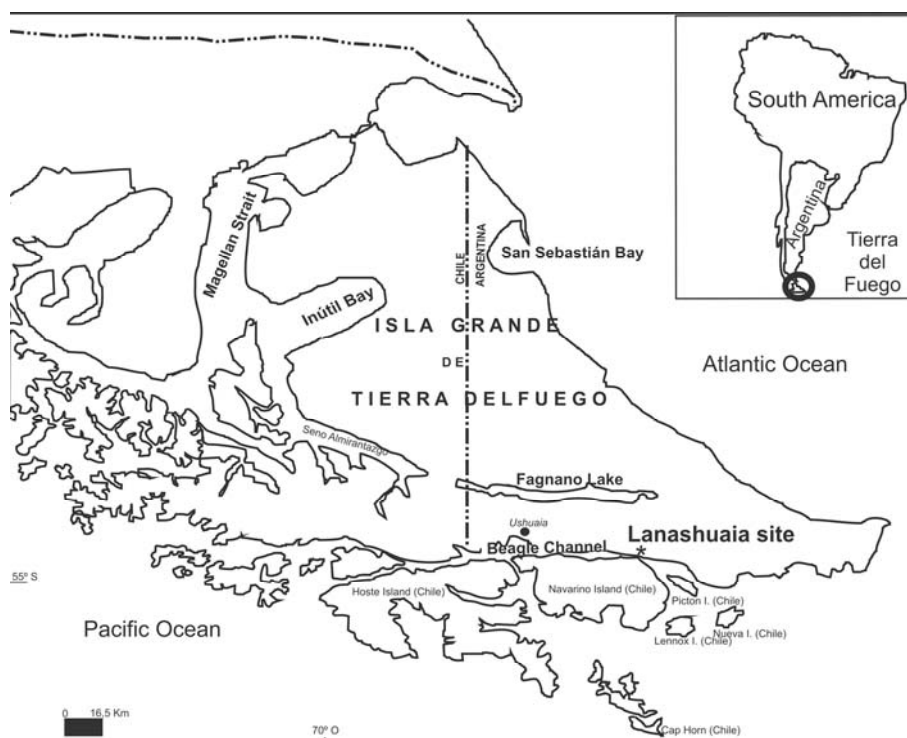 South America
Argentina
Tierra
del
Fuego
Magellan Strait
CHILE
ARGENTINA
San Sebastián Bay
Inútil Bay
ISLA GRANDE
DE
TIERRA DELFUEGO
Atlantic Ocean
Seno Almirantazgo
Fagnano Lake
Ushuaia
Lanashuaia site
*
Beagle Channel
55º S
Hoste Island (Chile)
Navarino Island (Chile)
Picton I. (Chile)
Pacific Ocean
Nueva I. (Chile)
Lennox I. (Chile)
0 16.5 Km
70º O
Cap Horn (Chile)